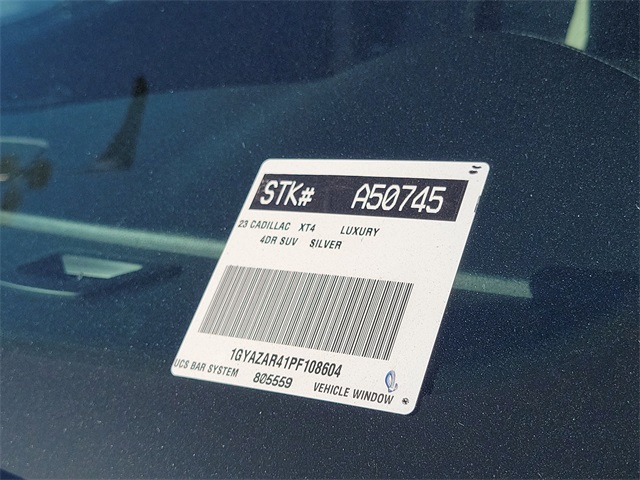 STK# A50745
23 CADILLAC XT4 LUXURY
4DR SUV SILVER
1GYAZAR41PF108604
UCS BAR SYSTEM 805559 VEHICLE WINDOW